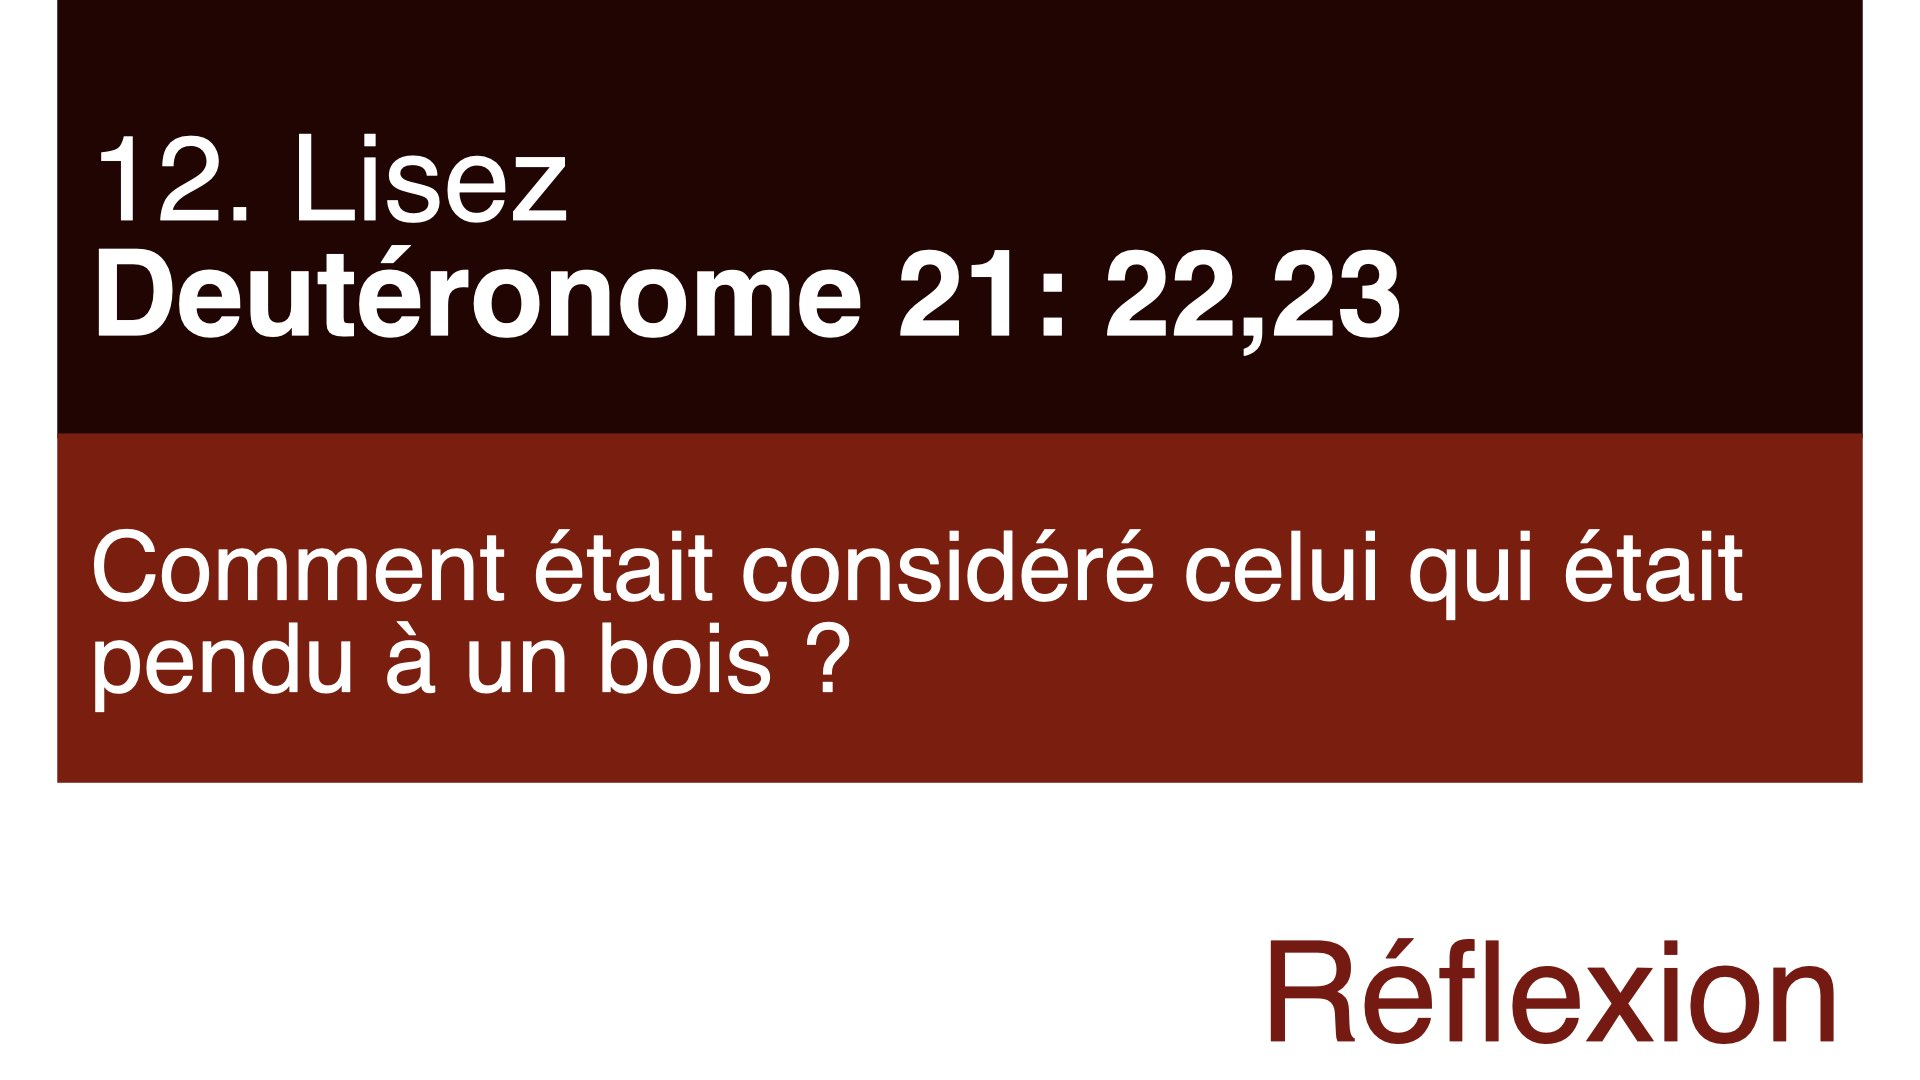 12. Lisez
Deutéronome 21: 22,23
Comment était considéré celui qui était
pendu à un bois ?
Réflexion